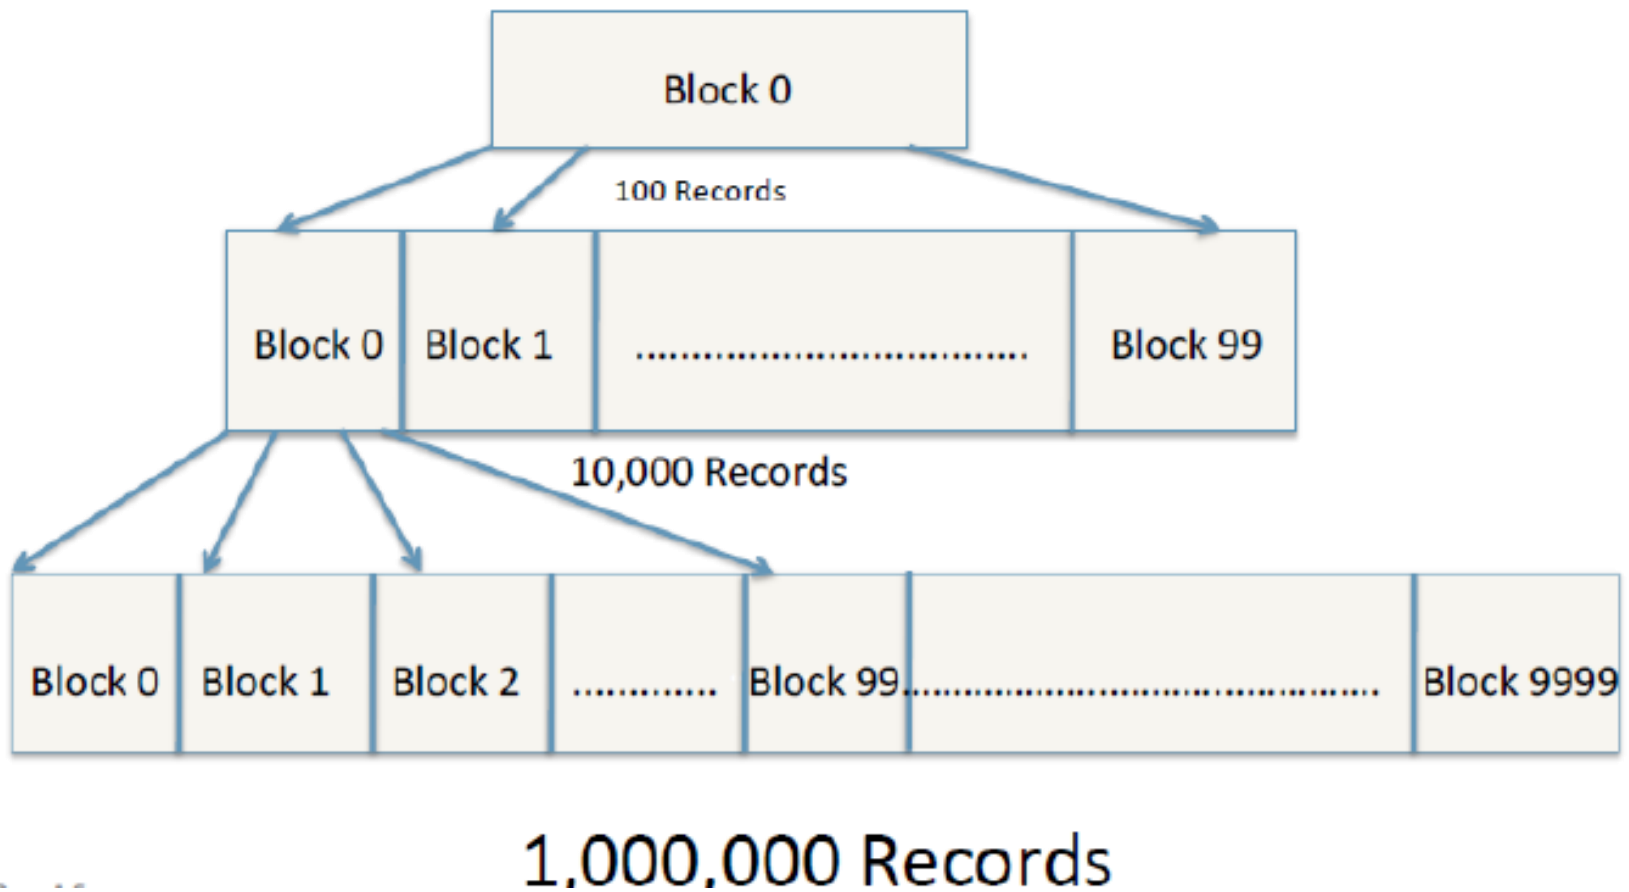 Block 0
100 Records
Block 0 Block 1 ................................... Block 99
10,000 Records
Block 0 Block 1 Block 2 ............. Block 99 ........................................... Block 9999
1,000,000 Records